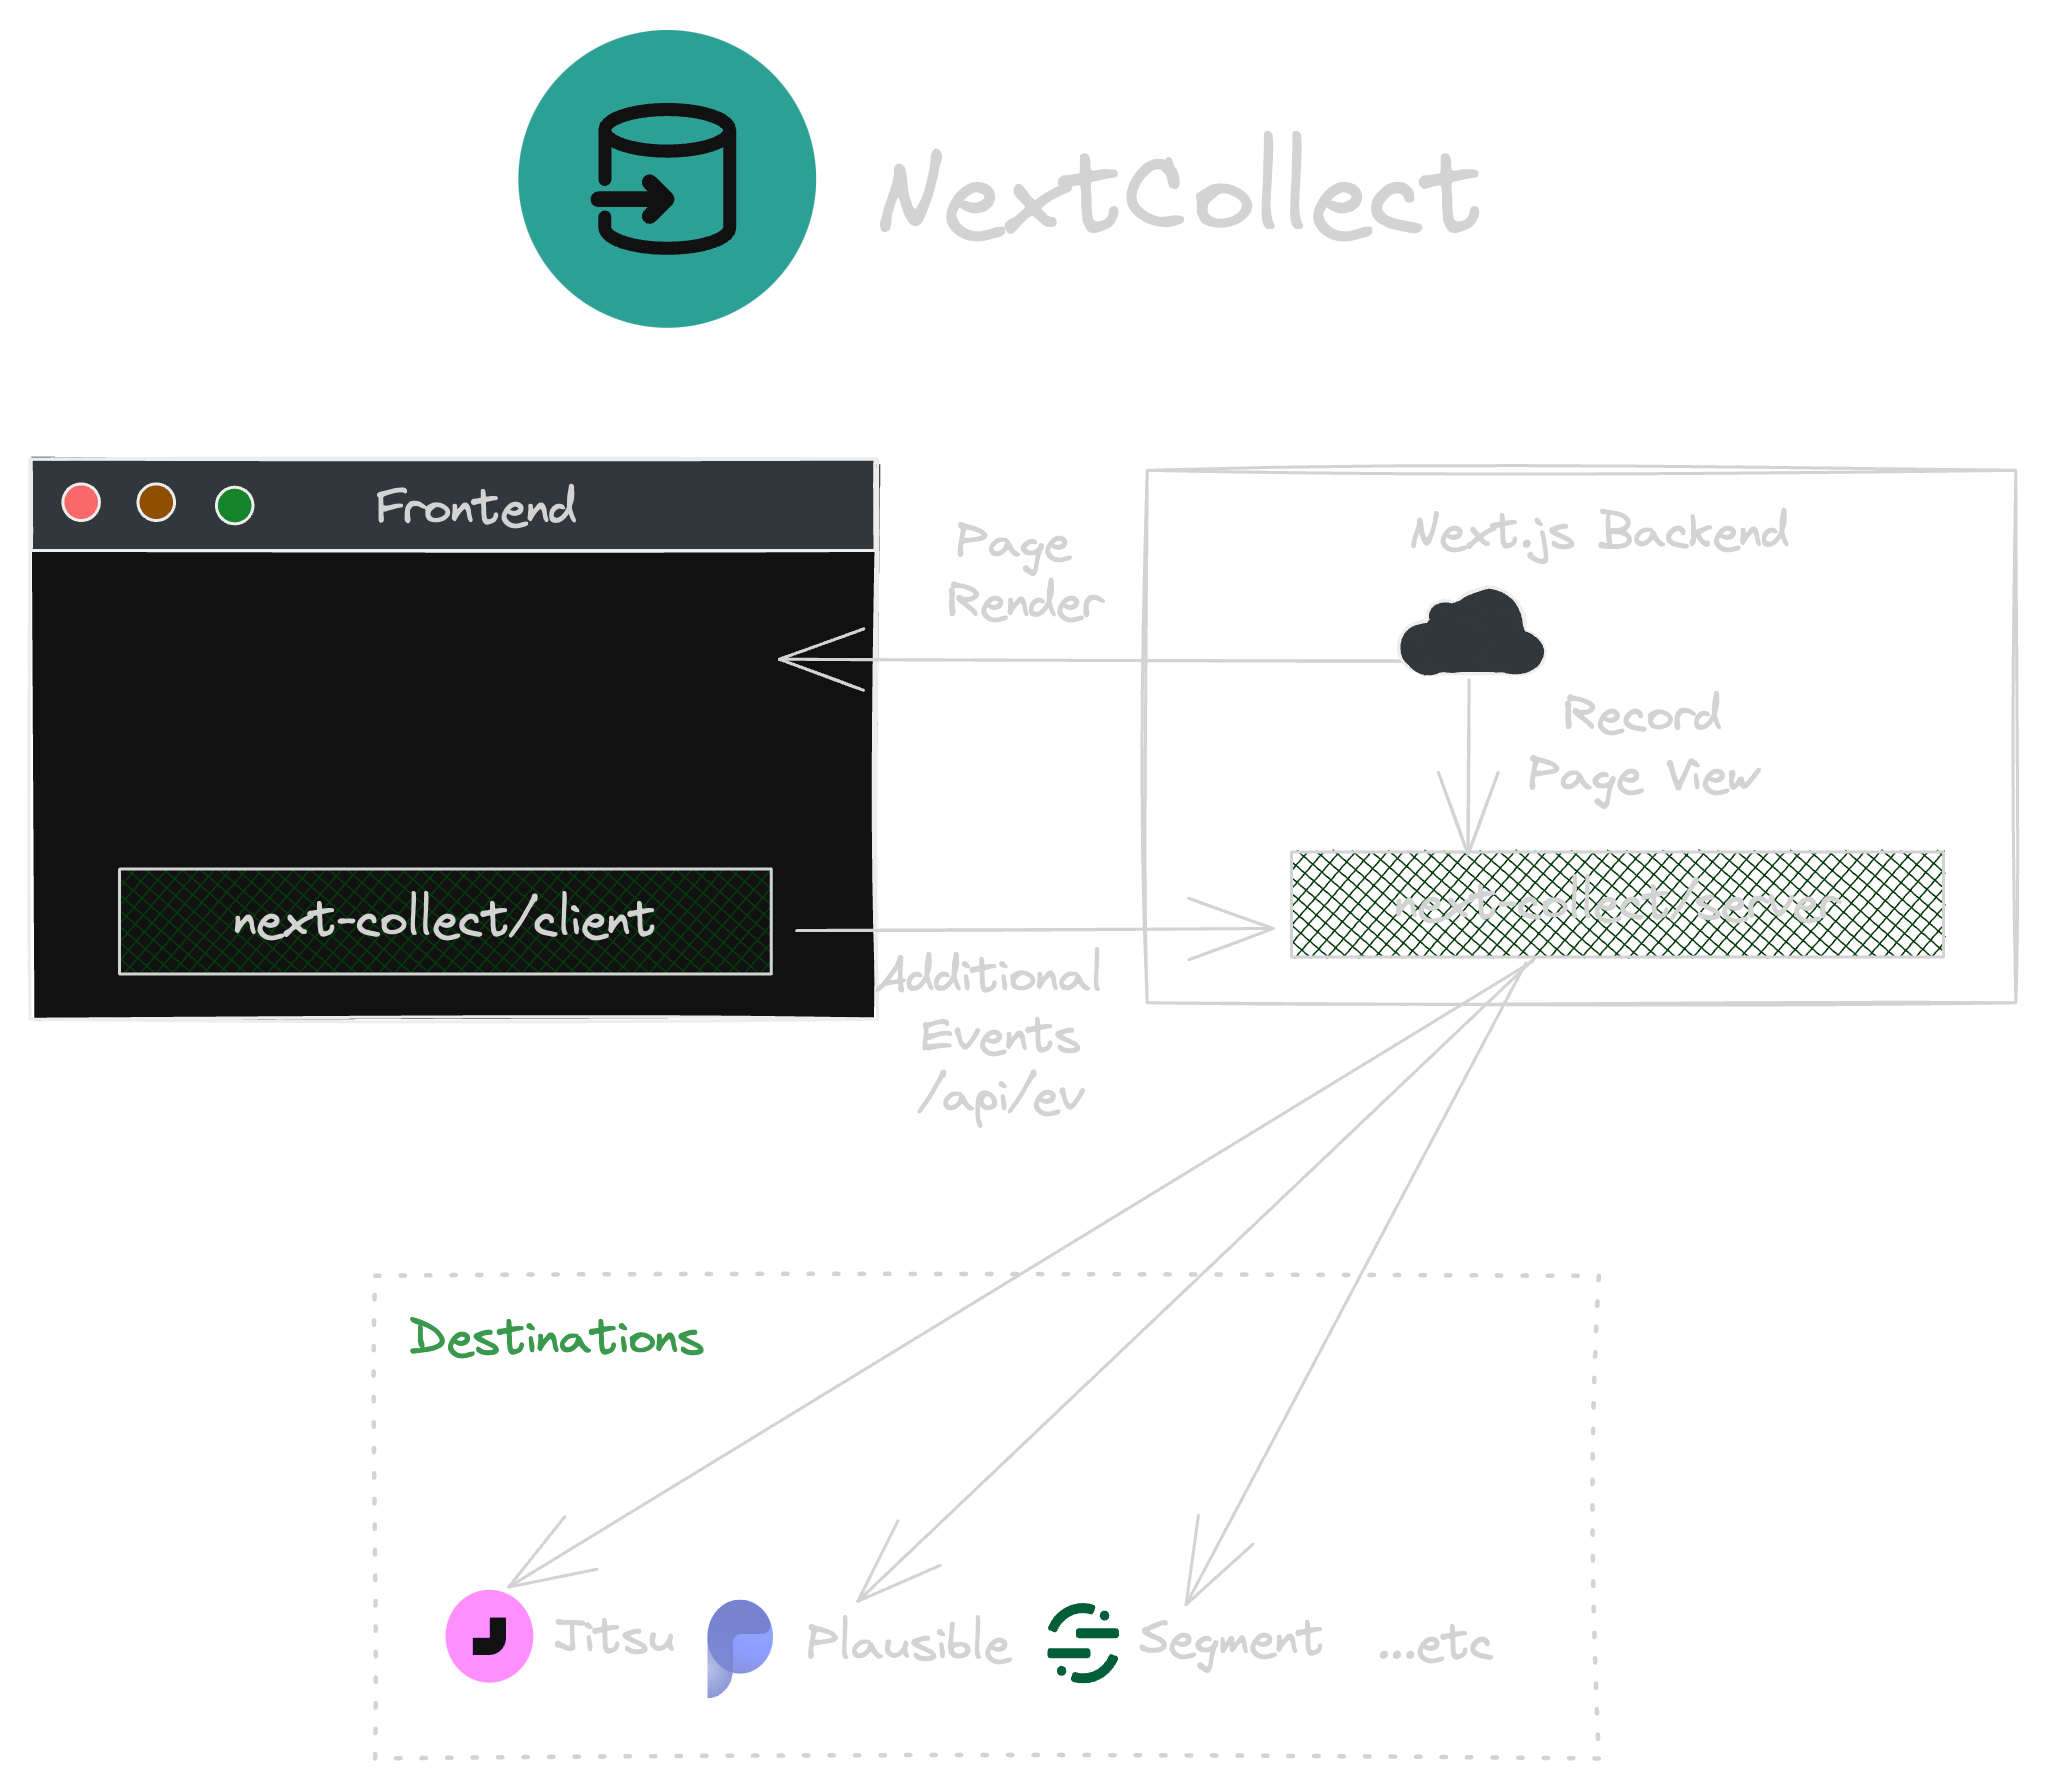 NextCollect
Frontend
Page
Render
Next.js Backend
Record
Page View
next-collect/client
next-collect/server
Additional
Events
/api/ev
Destinations
Jitsu
Plausible
Segment
...etc